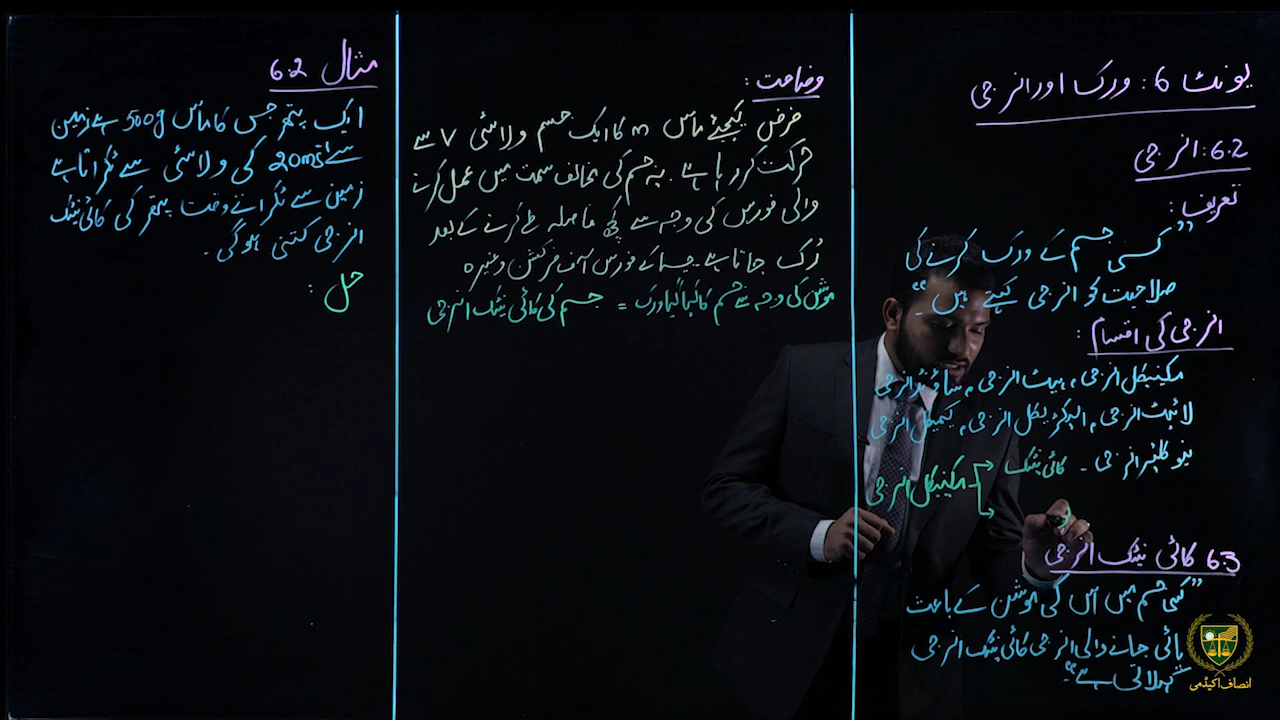 یونٹ 6: ورک اور انرجی
6.2: انرجی
تعریف:
"کسی جسم کے ورک کرنے کی
صلاحیت کو انرجی کہتے ہیں۔"
انرجی کی اقسام:
مکینیکل انرجی، ہیٹ انرجی، ساؤنڈ انرجی
لائیٹ انرجی، الیکٹریکل انرجی، کیمیکل انرجی
نیوکلیئر انرجی۔
مکینیکل انرجی
کائی نیٹک
6.3 کائی نیٹک انرجی
"کسی جسم میں اس کی موشن کے باعث
پائی جانے والی انرجی کائی نیٹک انرجی
کہلاتی ہے۔"
وضاحت:
فرض کیجئے ماس m کا ایک جسم ولاسٹی v سے
حرکت کر رہا ہے۔ یہ جسم کی مخالف سمت میں عمل کرنے
والی فورس کی وجہ سے کچھ فاصلہ طے کرنے کے بعد
رُک جاتا ہے۔ جیسا کے فورس آف فرکشن وغیرہ
موشن کی وجہ سے جسم کا کیا گیا ورک = جسم کی کائی نیٹک انرجی
مثال 6.2
ایک پتھر جس کا ماس 500g ہے زمین
سے 20ms⁻¹ کی ولاسٹی سے ٹکراتا ہے
زمین سے ٹکراتے وقت پتھر کی کائی نیٹک
انرجی کتنی ہوگی۔
حل:
انصاف اکیڈمی